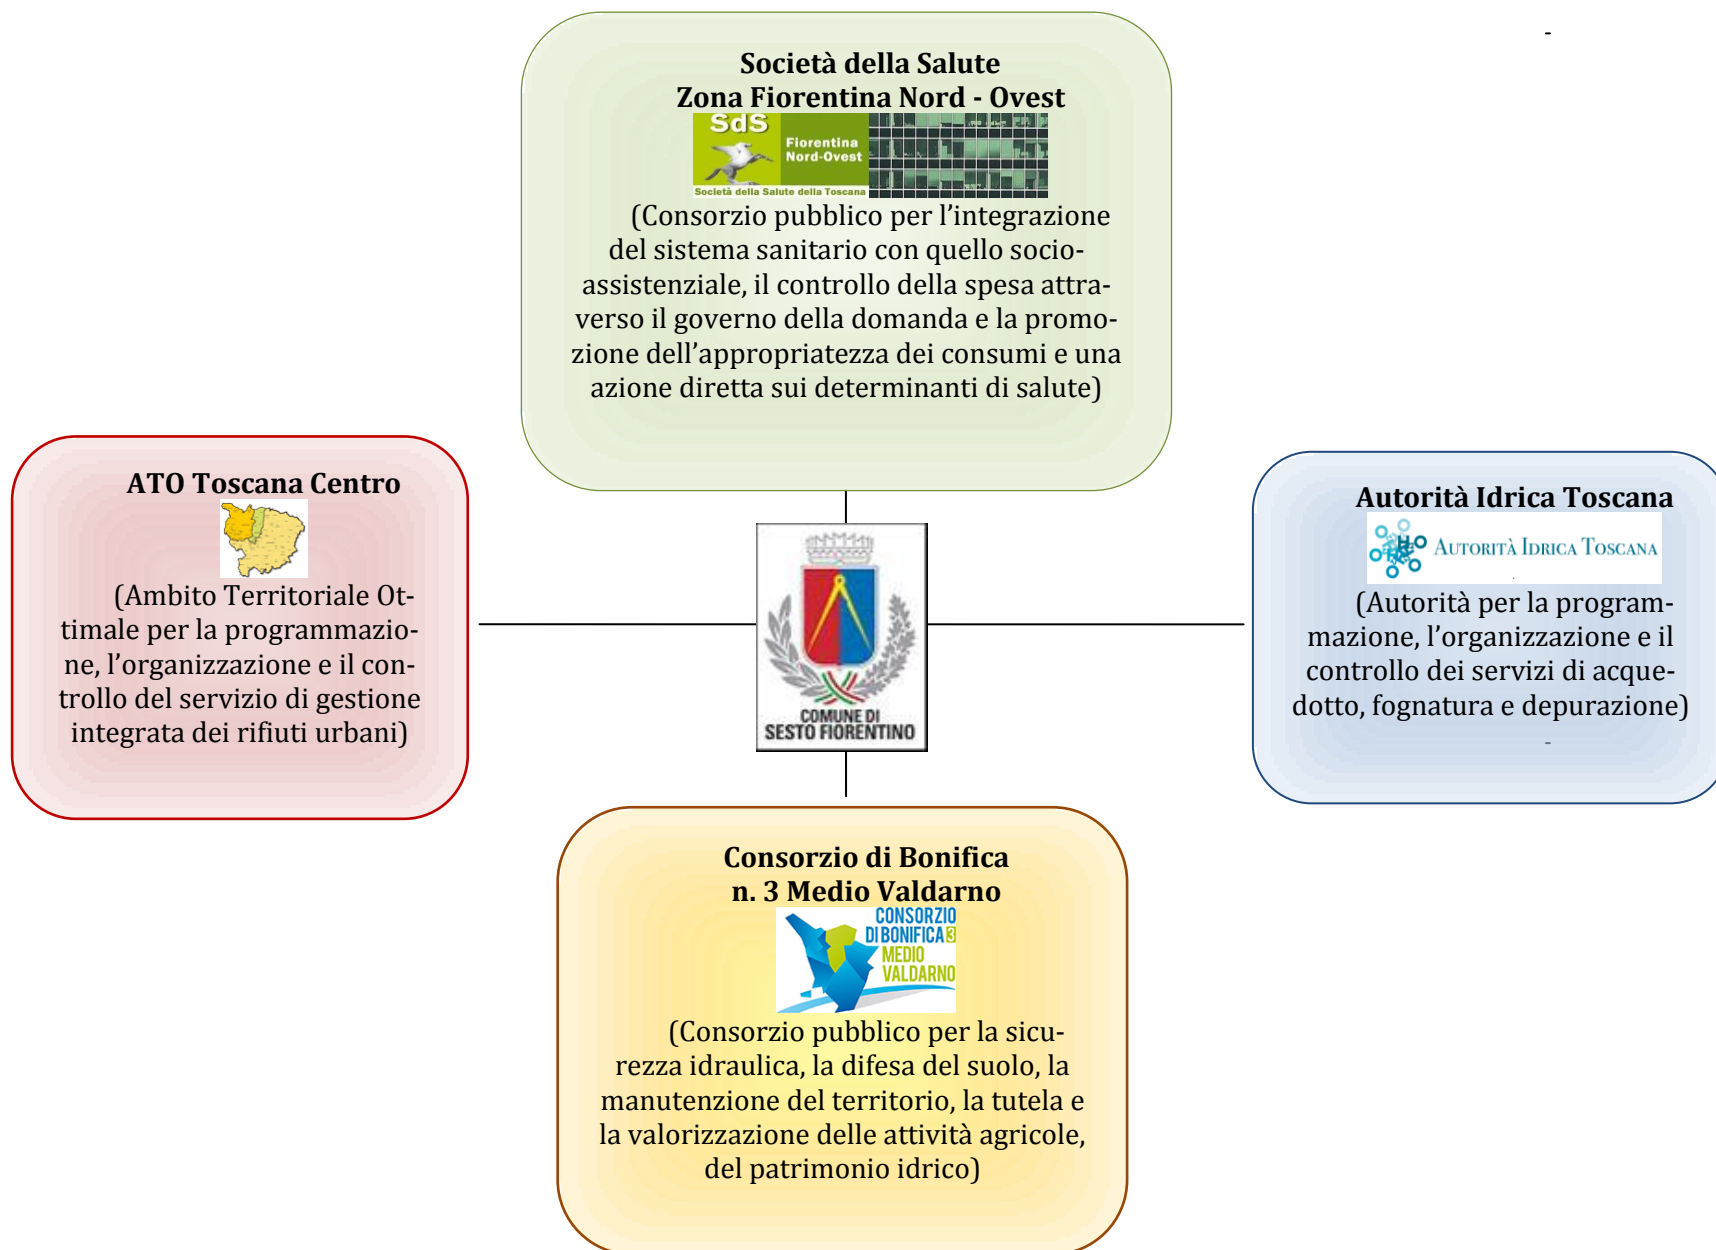 -
Società della Salute
Zona Fiorentina Nord - Ovest
SdS
Fiorentina
Nord-Ovest
Società della Salute della Toscana
(Consorzio pubblico per l’integrazione
del sistema sanitario con quello socio-
assistenziale, il controllo della spesa attra-
verso il governo della domanda e la promo-
zione dell’appropriatezza dei consumi e una
azione diretta sui determinanti di salute)
ATO Toscana Centro
(Ambito Territoriale Ot-
timale per la programmazio-
ne, l’organizzazione e il con-
trollo del servizio di gestione
integrata dei rifiuti urbani)
COMUNE DI
SESTO FIORENTINO
Autorità Idrica Toscana
AUTORITÀ IDRICA TOSCANA
(Autorità per la program-
mazione, l’organizzazione e il
controllo dei servizi di acque-
dotto, fognatura e depurazione)
-
Consorzio di Bonifica
n. 3 Medio Valdarno
CONSORZIO
DI BONIFICA 3
MEDIO
VALDARNO
(Consorzio pubblico per la sicu-
rezza idraulica, la difesa del suolo, la
manutenzione del territorio, la tutela e
la valorizzazione delle attività agricole,
del patrimonio idrico)